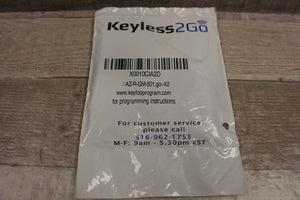 Keyless2Go
X0010CIA2D
:AZ-R-GM-501.go-X2
www.keyfobprogram.com
for programming instructions
For customer service
please call
516-962-1755
M-F: 9am - 5:30pm EST